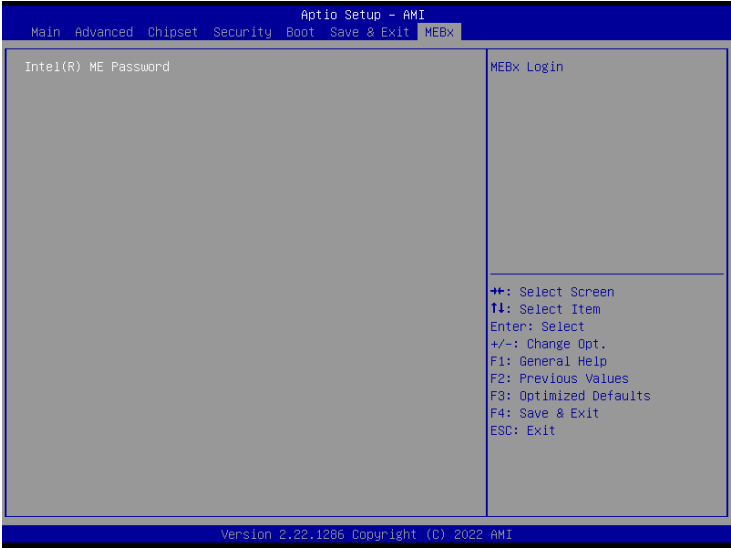 Aptio Setup - AMI
Main Advanced Chipset Security Boot Save & Exit MEBx
Intel(R) ME Password
MEBx Login
→←: Select Screen
↑↓: Select Item
Enter: Select
+/-: Change Opt.
F1: General Help
F2: Previous Values
F3: Optimized Defaults
F4: Save & Exit
ESC: Exit
Version 2.22.1286 Copyright (C) 2022 AMI